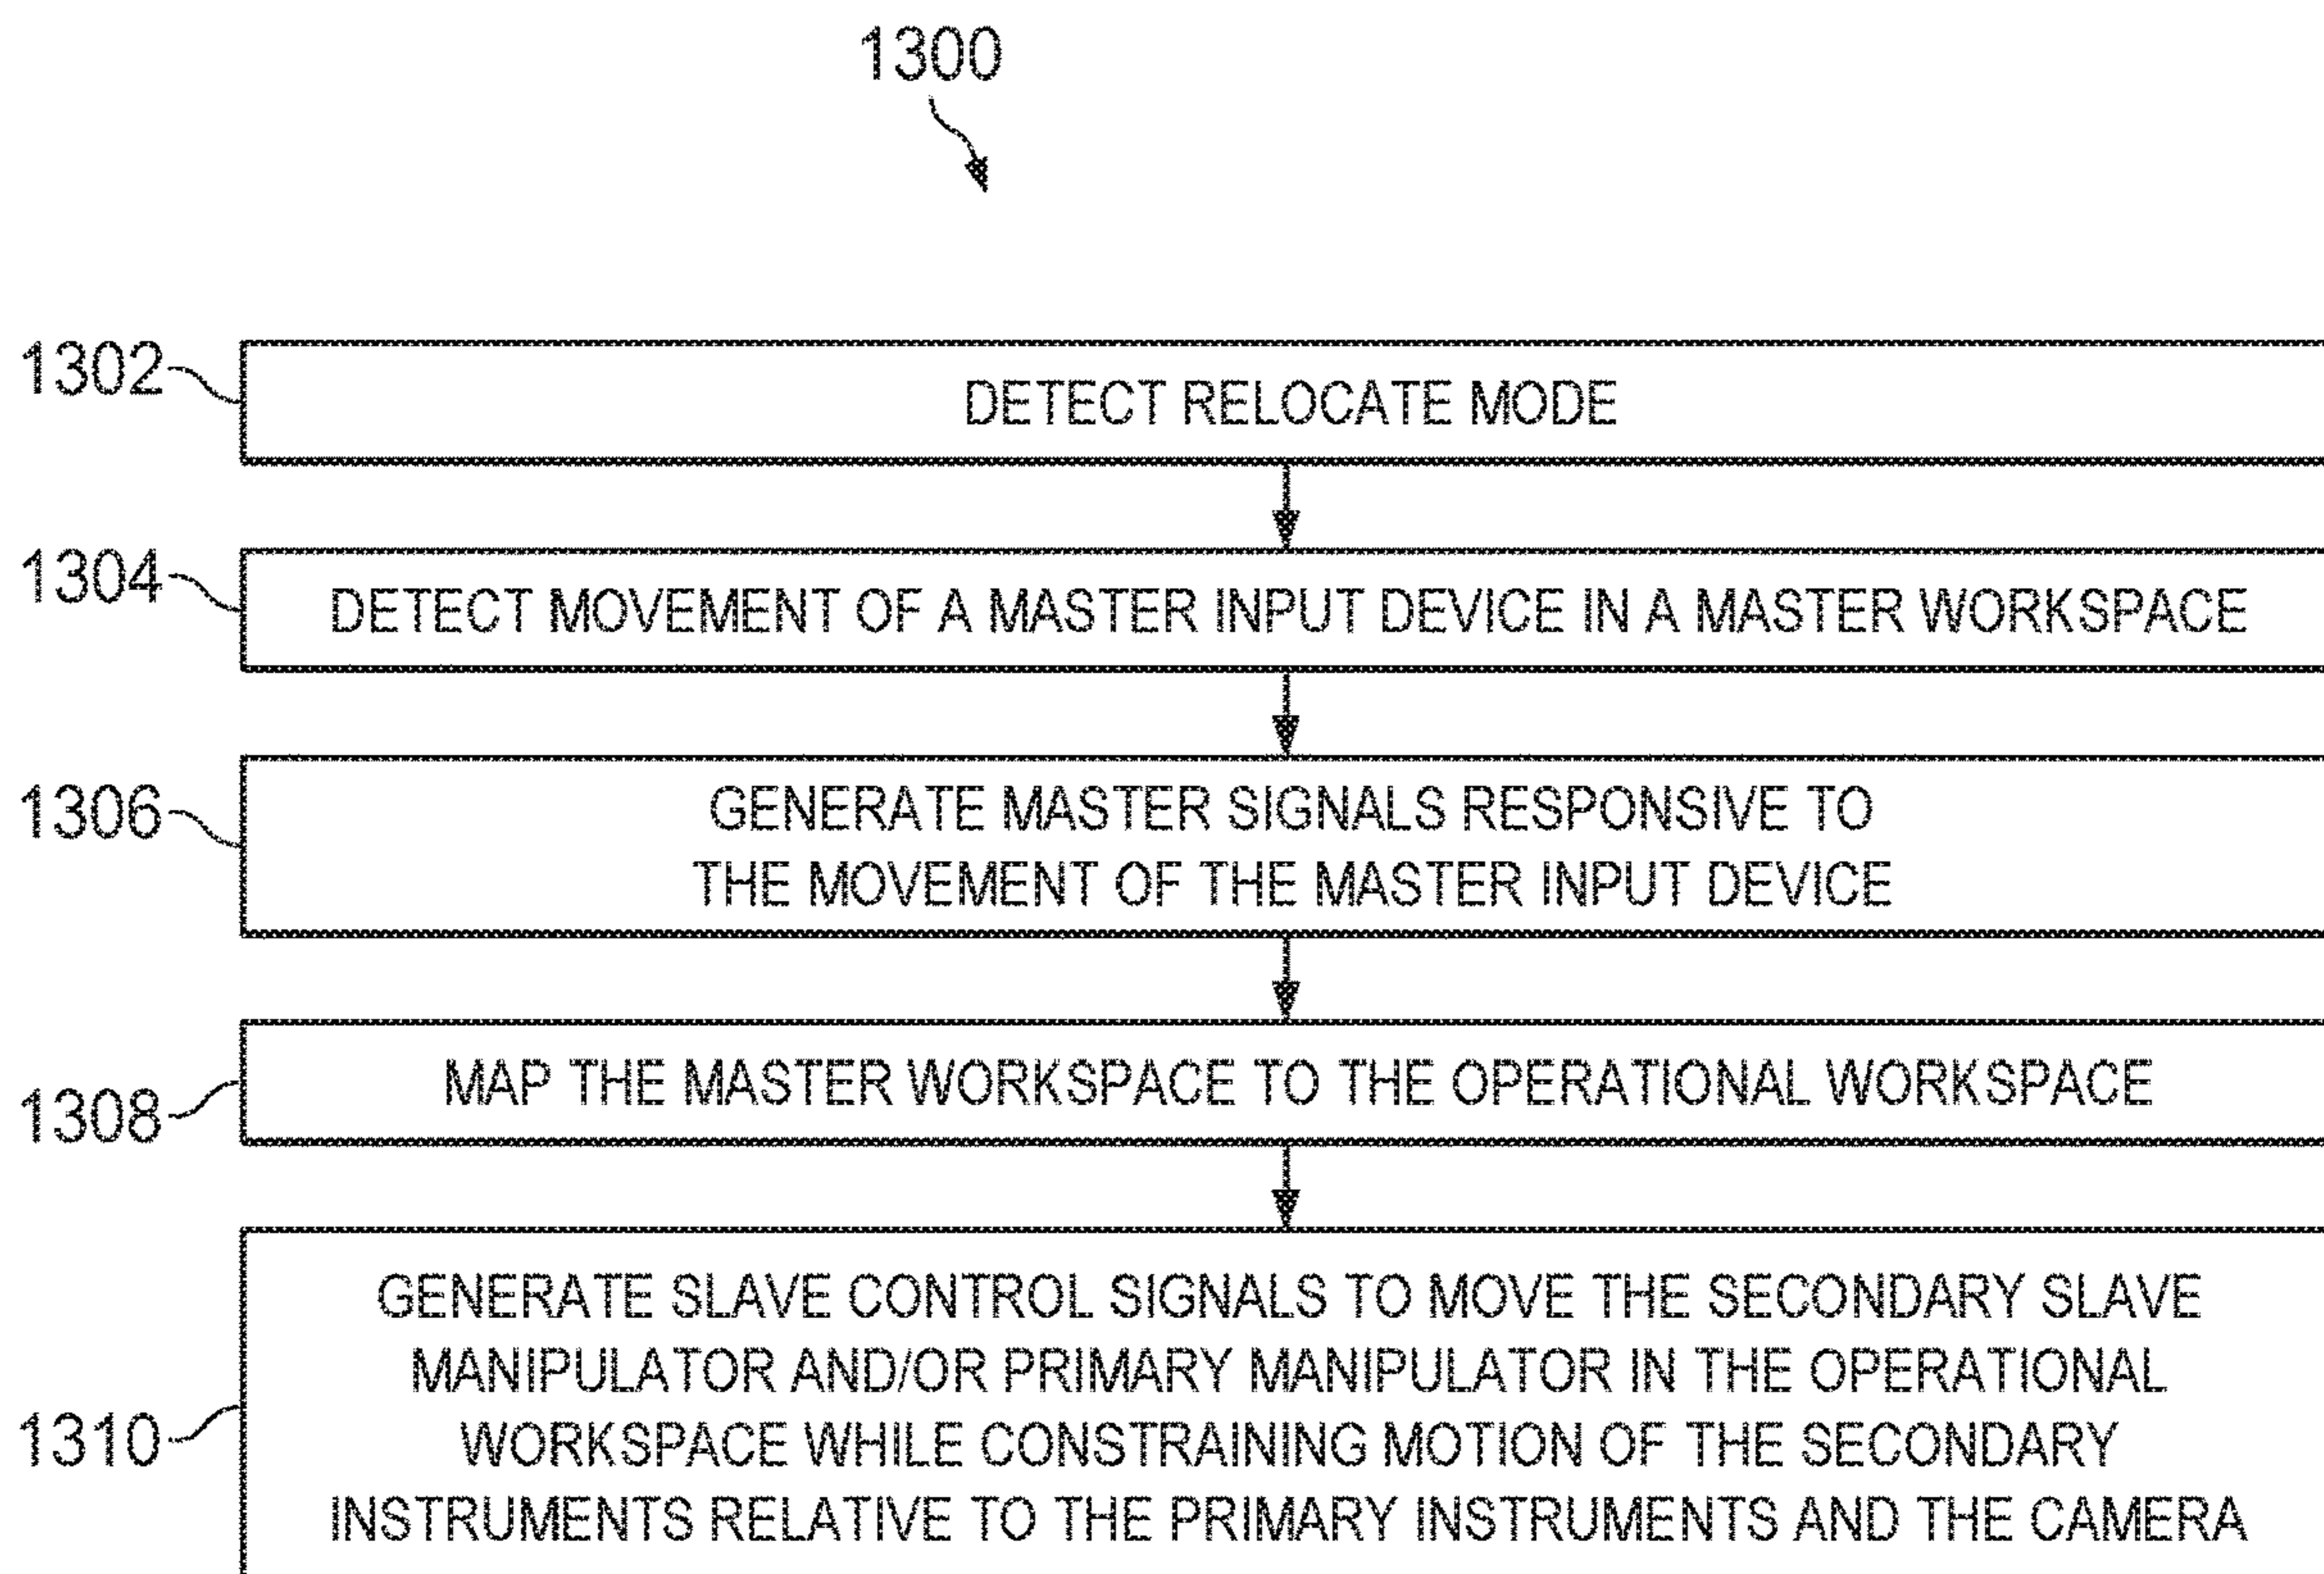 1300
1302
DETECT RELOCATE MODE
1304
DETECT MOVEMENT OF A MASTER INPUT DEVICE IN A MASTER WORKSPACE
1306
GENERATE MASTER SIGNALS RESPONSIVE TO
THE MOVEMENT OF THE MASTER INPUT DEVICE
1308
MAP THE MASTER WORKSPACE TO THE OPERATIONAL WORKSPACE
1310
GENERATE SLAVE CONTROL SIGNALS TO MOVE THE SECONDARY SLAVE
MANIPULATOR AND/OR PRIMARY MANIPULATOR IN THE OPERATIONAL
WORKSPACE WHILE CONSTRAINING MOTION OF THE SECONDARY
INSTRUMENTS RELATIVE TO THE PRIMARY INSTRUMENTS AND THE CAMERA